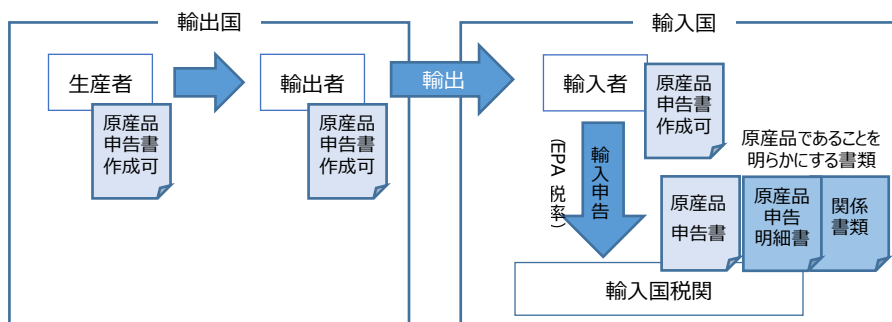 輸出国
生産者
原産品
申告書
作成可
輸出者
原産品
申告書
作成可
輸出
輸入国
輸入者
原産品
申告書
作成可
輸入申告
(EPA 税率)
原産品であることを
明らかにする書類
原産品
申告書
原産品
申告
明細書
関係
書類
輸入国税関